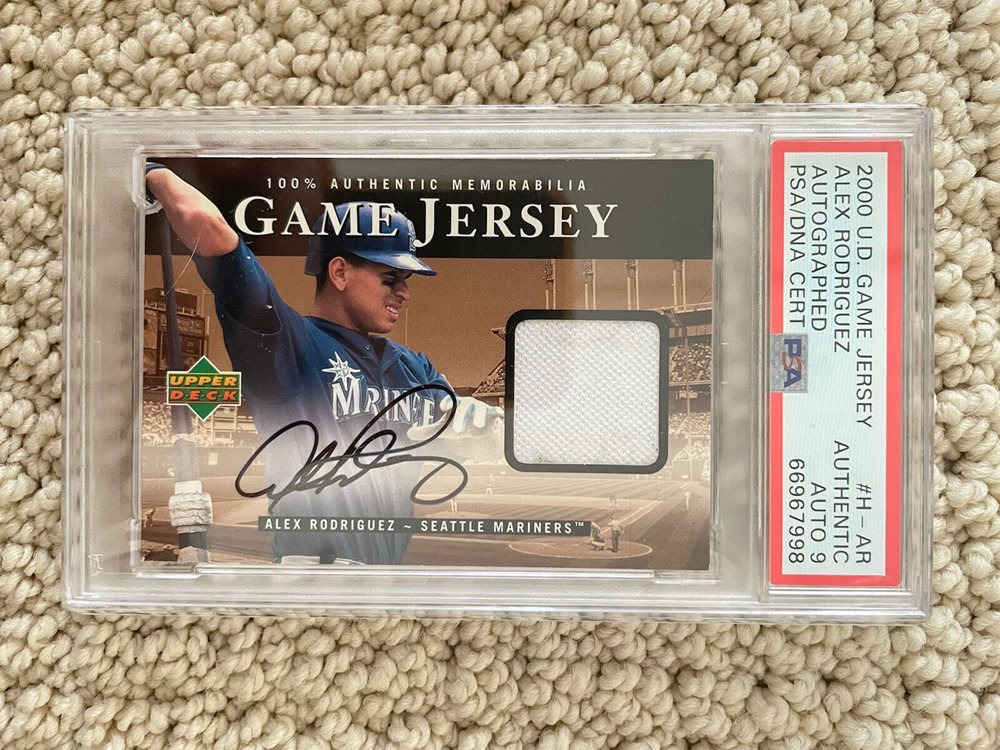 100% AUTHENTIC MEMORABILIA
GAME JERSEY
UPPER
DECK
MARINERS
ALEX RODRIGUEZ ~ SEATTLE MARINERS™
2000 U.D. GAME JERSEY #H-AR
ALEX RODRIGUEZ AUTHENTIC
AUTOGRAPHED AUTO 9
PSA/DNA CERT 66967998
PSA